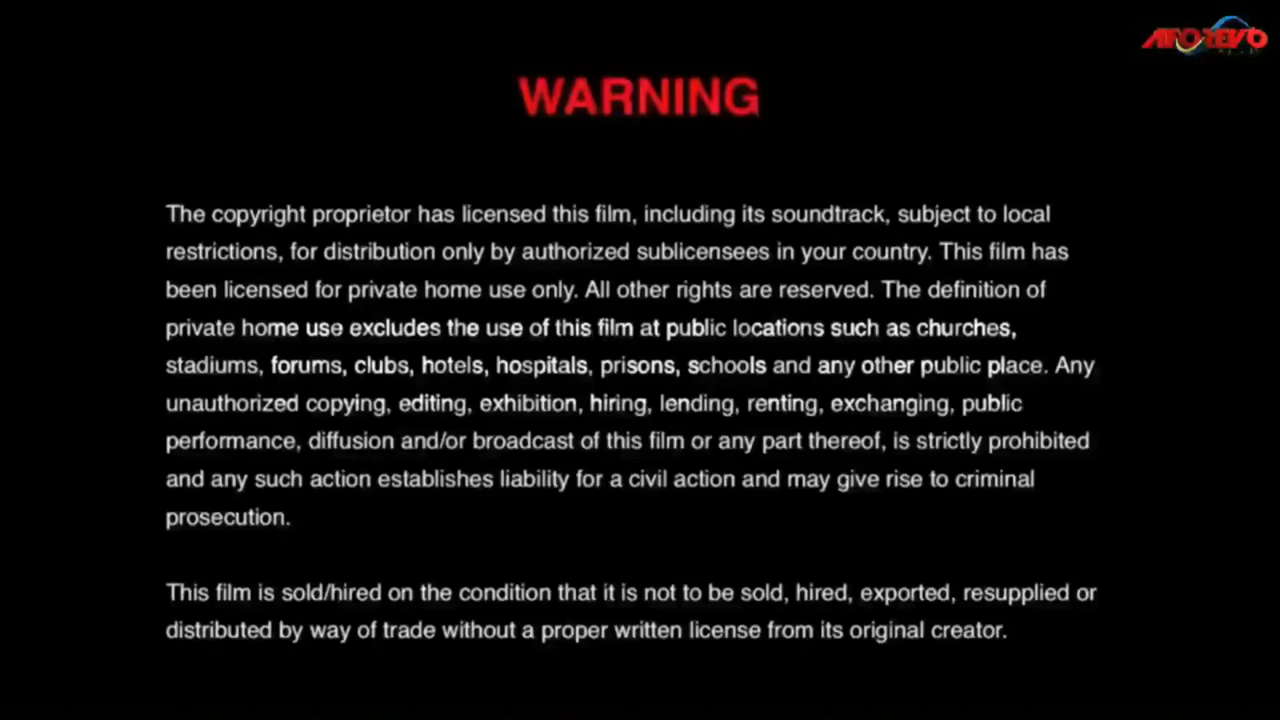 WARNING
The copyright proprietor has licensed this film, including its soundtrack, subject to local
restrictions, for distribution only by authorized sublicensees in your country. This film has
been licensed for private home use only. All other rights are reserved. The definition of
private home use excludes the use of this film at public locations such as churches,
stadiums, forums, clubs, hotels, hospitals, prisons, schools and any other public place. Any
unauthorized copying, editing, exhibition, hiring, lending, renting, exchanging, public
performance, diffusion and/or broadcast of this film or any part thereof, is strictly prohibited
and any such action establishes liability for a civil action and may give rise to criminal
prosecution.
This film is sold/hired on the condition that it is not to be sold, hired, exported, resupplied or
distributed by way of trade without a proper written license from its original creator.